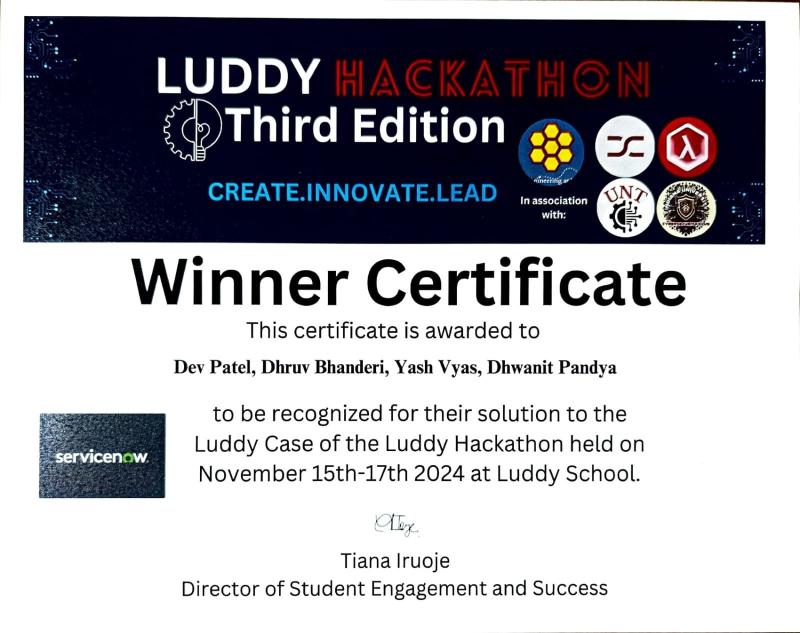 LUDDY HACKATHON
Third Edition
CREATE.INNOVATE.LEAD
In association
with:
UNT
Winner Certificate
This certificate is awarded to
Dev Patel, Dhruv Bhanderi, Yash Vyas, Dhwanit Pandya
servicenow
to be recognized for their solution to the
Luddy Case of the Luddy Hackathon held on
November 15th-17th 2024 at Luddy School.
Tiana Iruoje
Director of Student Engagement and Success